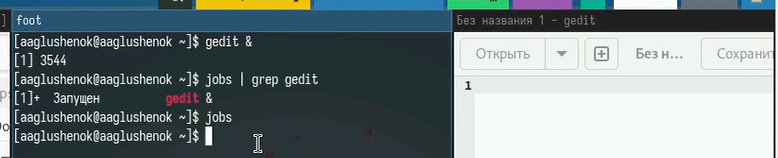 foot
[aaglushenok@aaglushenok ~]$ gedit &
[1] 3544
[aaglushenok@aaglushenok ~]$ jobs | grep gedit
[1]+  Запущен          gedit &
[aaglushenok@aaglushenok ~]$ jobs
[aaglushenok@aaglushenok ~]$
Без названия 1 – gedit
Открыть
Без н...
Сохранит
1